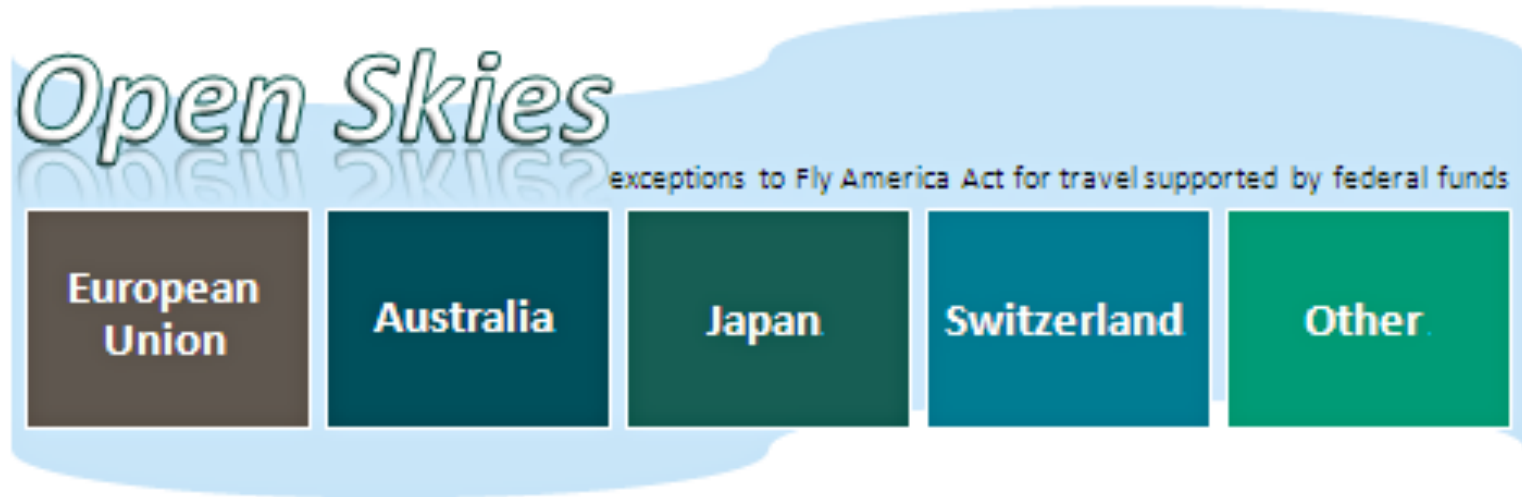 Open Skies
exceptions to Fly America Act for travel supported by federal funds
European
Union
Australia
Japan
Switzerland
Other